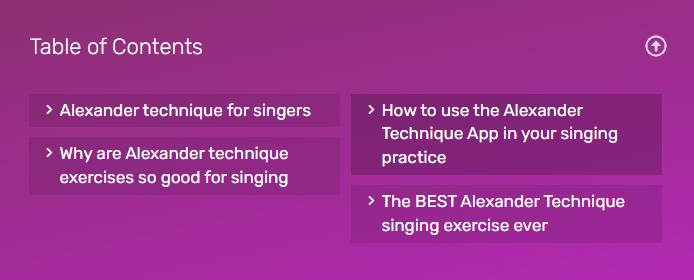 Table of Contents
Alexander technique for singers
Why are Alexander technique
exercises so good for singing
How to use the Alexander
Technique App in your singing
practice
The BEST Alexander Technique
singing exercise ever